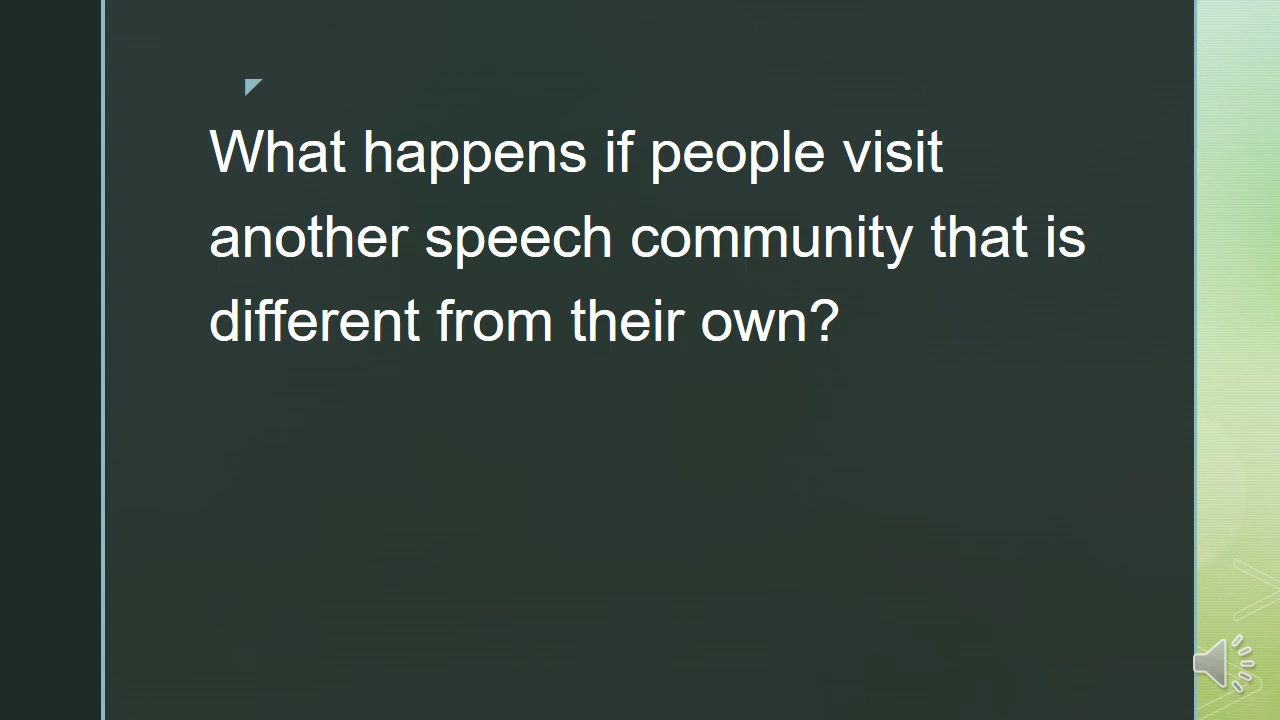 What happens if people visit
another speech community that is
different from their own?